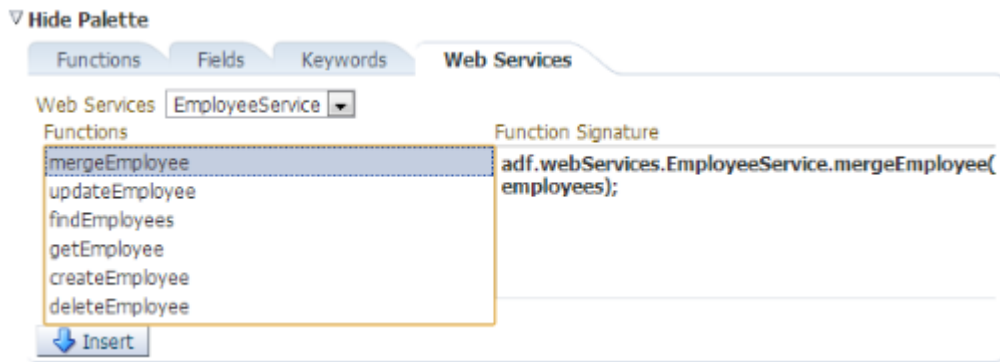 Hide Palette
Functions Fields Keywords Web Services
Web Services EmployeeService
Functions Function Signature
mergeEmployee adf.webServices.EmployeeService.mergeEmployee(
updateEmployee employees);
findEmployees
getEmployee
createEmployee
deleteEmployee
Insert